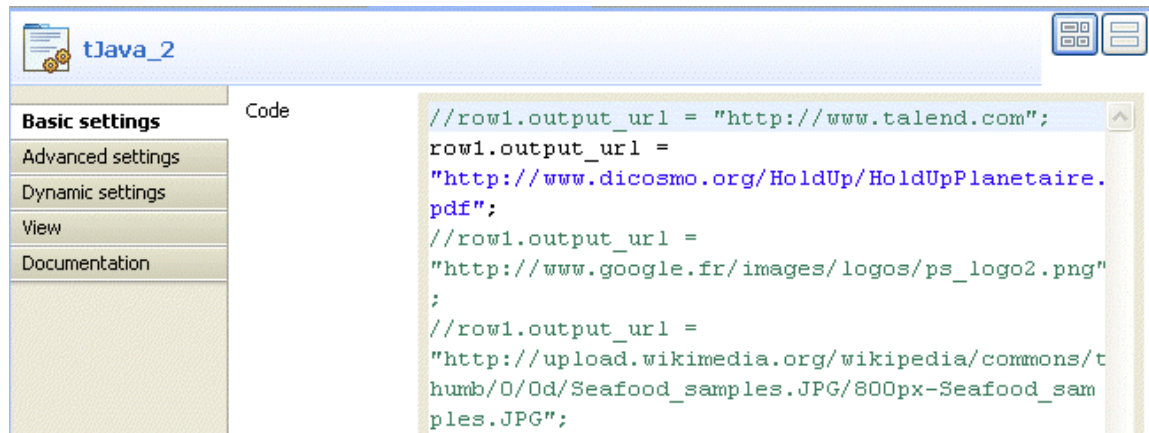 tJava_2
Basic settings
Advanced settings
Dynamic settings
View
Documentation
Code
//row1.output_url = "http://www.talend.com";
row1.output_url =
"http://www.dicosmo.org/HoldUp/HoldUpPlanetaire.
pdf";
//row1.output_url =
"http://www.google.fr/images/logos/ps_logo2.png"
;
//row1.output_url =
"http://upload.wikimedia.org/wikipedia/commons/t
humb/0/0d/Seafood_samples.JPG/800px-Seafood_sam
ples.JPG";